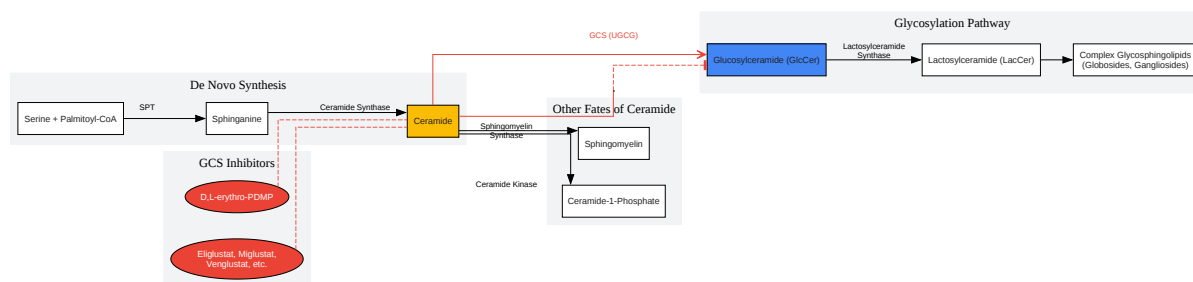 Glycosylation Pathway
GCS (UGCG)
Glucosylceramide (GlcCer)
Lactosylceramide
Synthase
Lactosylceramide (LacCer)
Complex Glycosphingolipids
(Globosides, Gangliosides)
De Novo Synthesis
Serine + Palmitoyl-CoA
SPT
Sphinganine
Ceramide Synthase
Ceramide
Other Fates of Ceramide
Sphingomyelin
Synthase
Sphingomyelin
Ceramide Kinase
Ceramide-1-Phosphate
GCS Inhibitors
D,L-erythro-PDMP
Eliglustat, Miglustat,
Venglustat, etc.